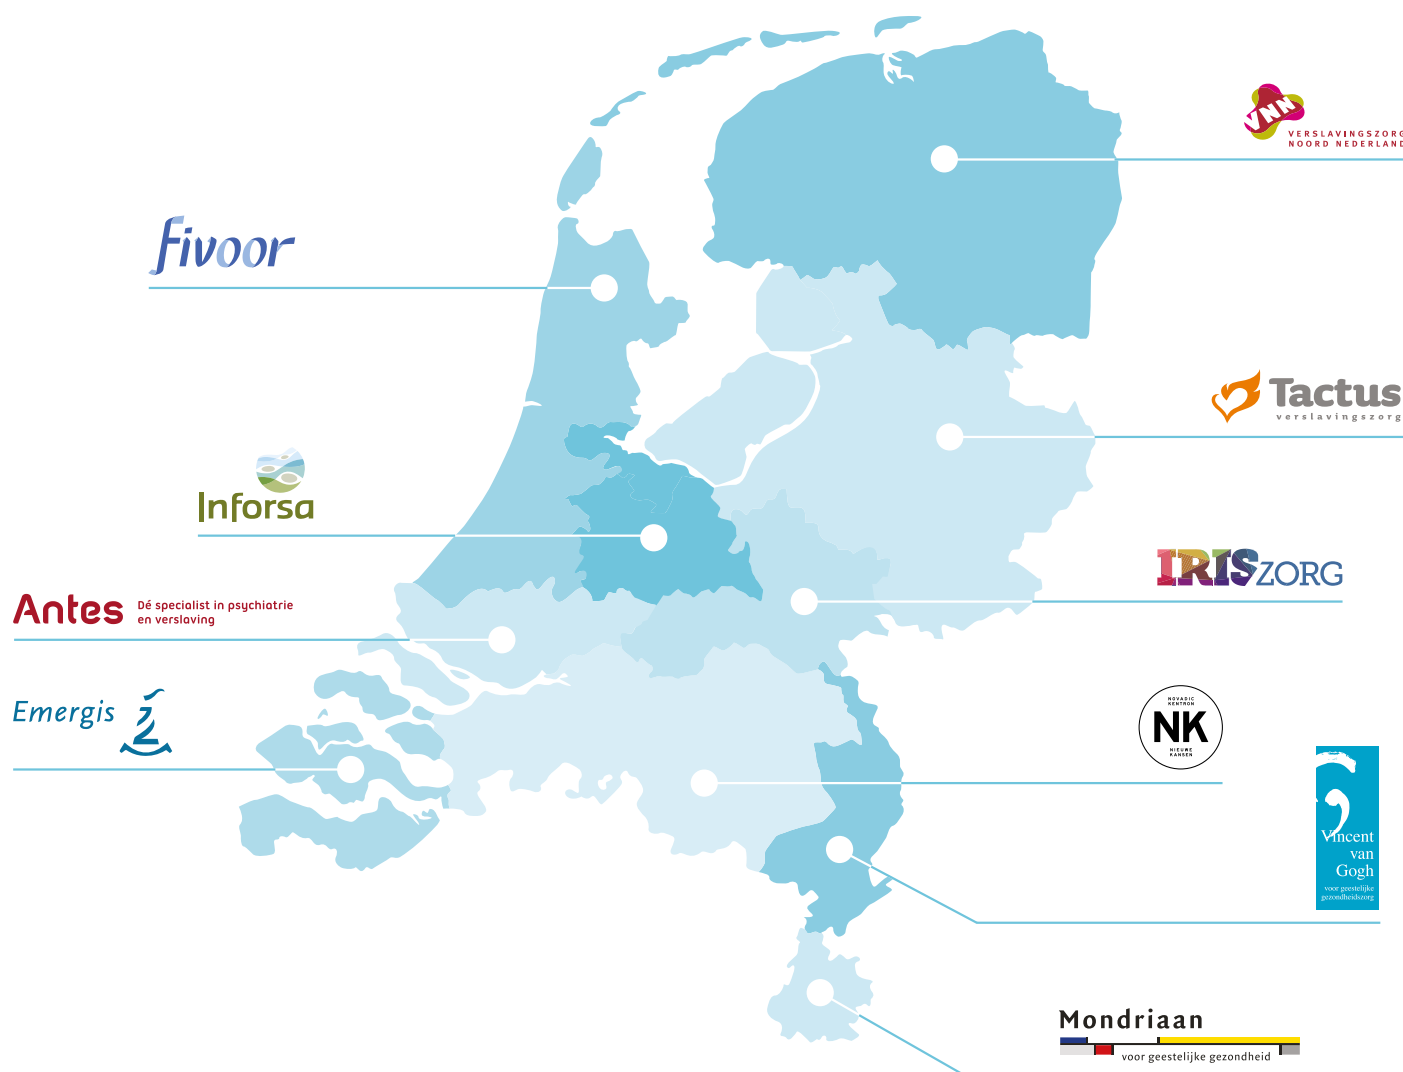 VNN
VERSLAVINGSZORG
NOORD NEDERLAND
Fivoor
Tactus
verslavingszorg
Inforsa
IRISZORG
Antes
Dé specialist in psychiatrie
en verslaving
Emergis
NOVADIC
KENTRON
NK
NIEUWE
KANSEN
Vincent
van
Gogh
voor geestelijke
gezondheidszorg
Mondriaan
voor geestelijke gezondheid